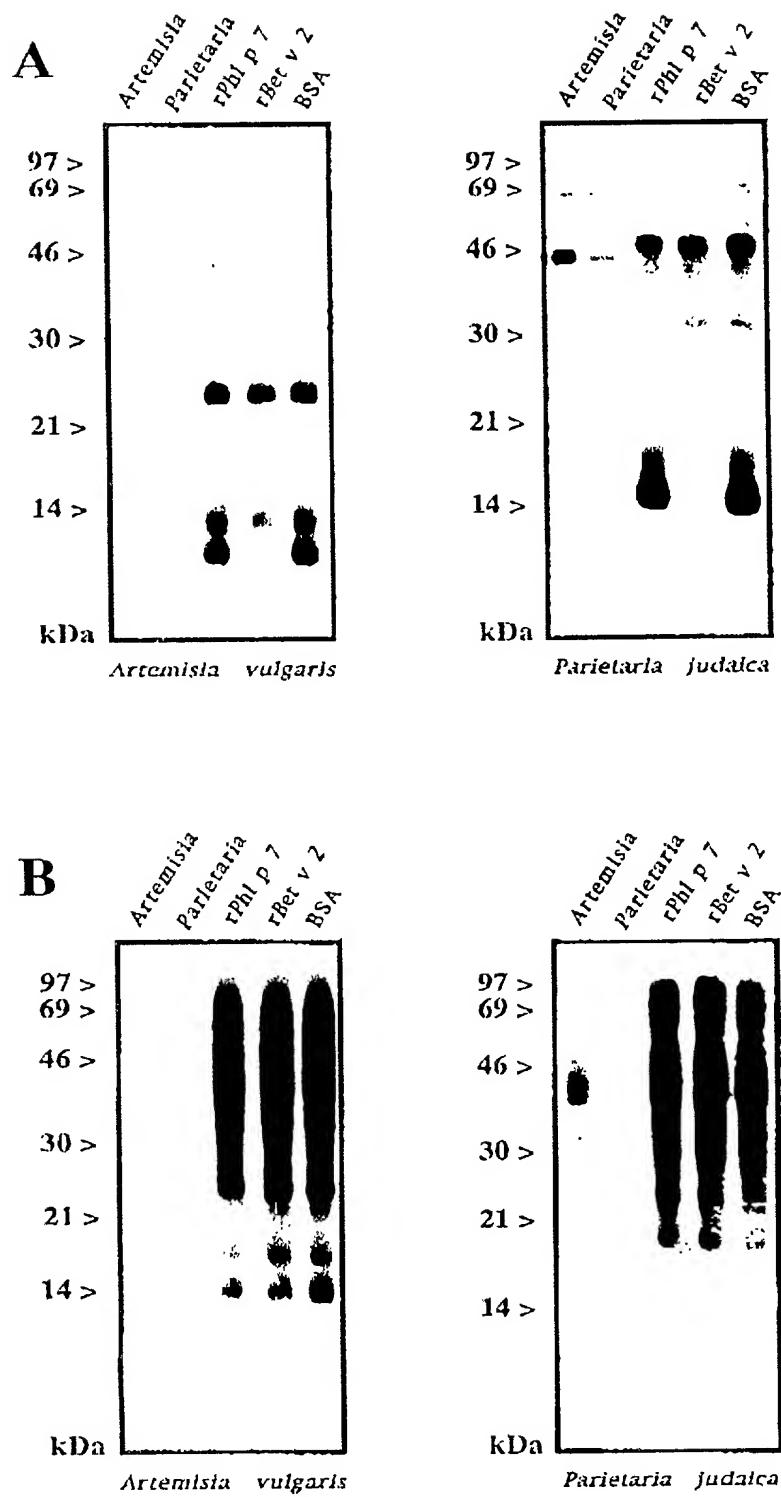 A
Artemisia Parietaria rPhl p 7 rBet v 2 BSA
97 >
69 >
46 >
30 >
21 >
14 >
kDa
Artemisia vulgaris
Artemisia Parietaria rPhl p 7 rBet v 2 BSA
97 >
69 >
46 >
30 >
21 >
14 >
kDa
Parietaria judaica
B
Artemisia Parietaria rPhl p 7 rBet v 2 BSA
97 >
69 >
46 >
30 >
21 >
14 >
kDa
Artemisia vulgaris
Artemisia Parietaria rPhl p 7 rBet v 2 BSA
97 >
69 >
46 >
30 >
21 >
14 >
kDa
Parietaria judaica